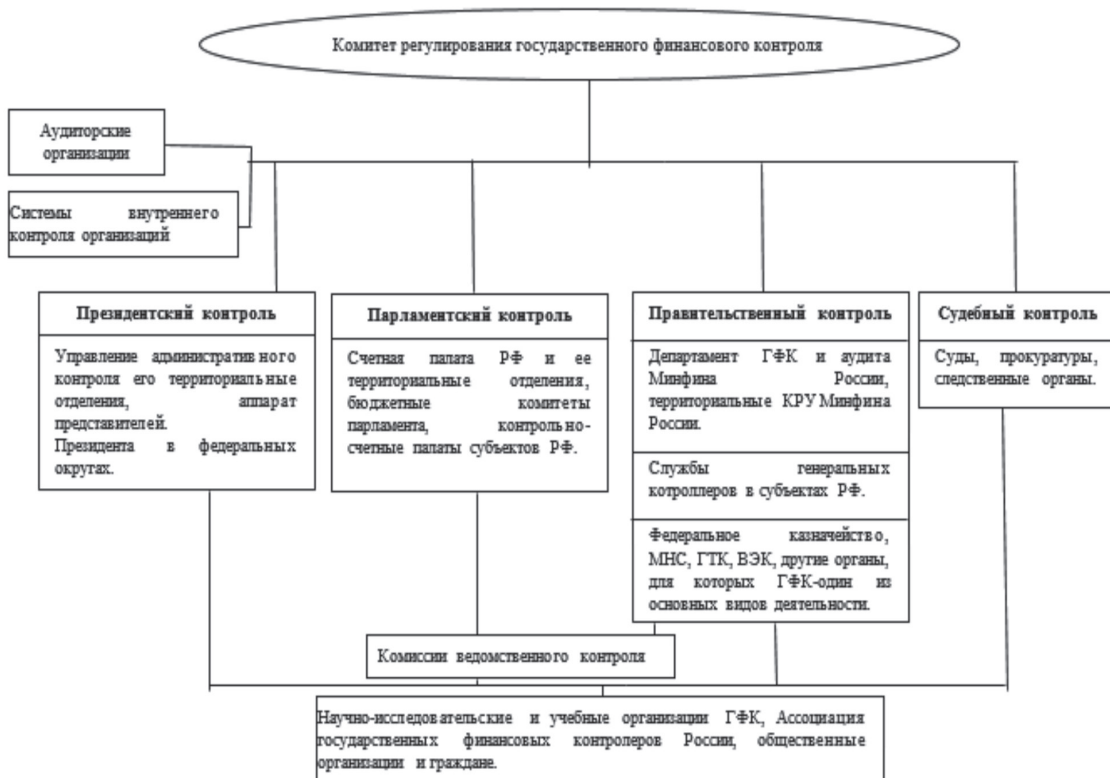 Комитет регулирования государственного финансового контроля
Аудиторские
организации
Системы внутреннего
контроля организаций
Президентский контроль
Управление административного
контроля его территориальные
отделения, аппарат
представителей.
Президента в федеральных
округах.
Парламентский контроль
Счетная палата РФ и ее
территориальные отделения,
бюджетные комитеты
парламента, контрольно-
счетные палаты субъектов РФ.
Правительственный контроль
Департамент ГФК и аудита
Минфина России,
территориальные КРУ Минфина
России.
Службы генеральных
котроллеров в субъектах РФ.
Федеральное казначейство,
МНС, ГТК, ВЭК, другие органы,
для которых ГФК-один из
основных видов деятельности.
Судебный контроль
Суды, прокуратуры,
следственные органы.
Комиссии ведомственного контроля
Научно-исследовательские и учебные организации ГФК, Ассоциация
государственных финансовых контролеров России, общественные
организации и граждане.